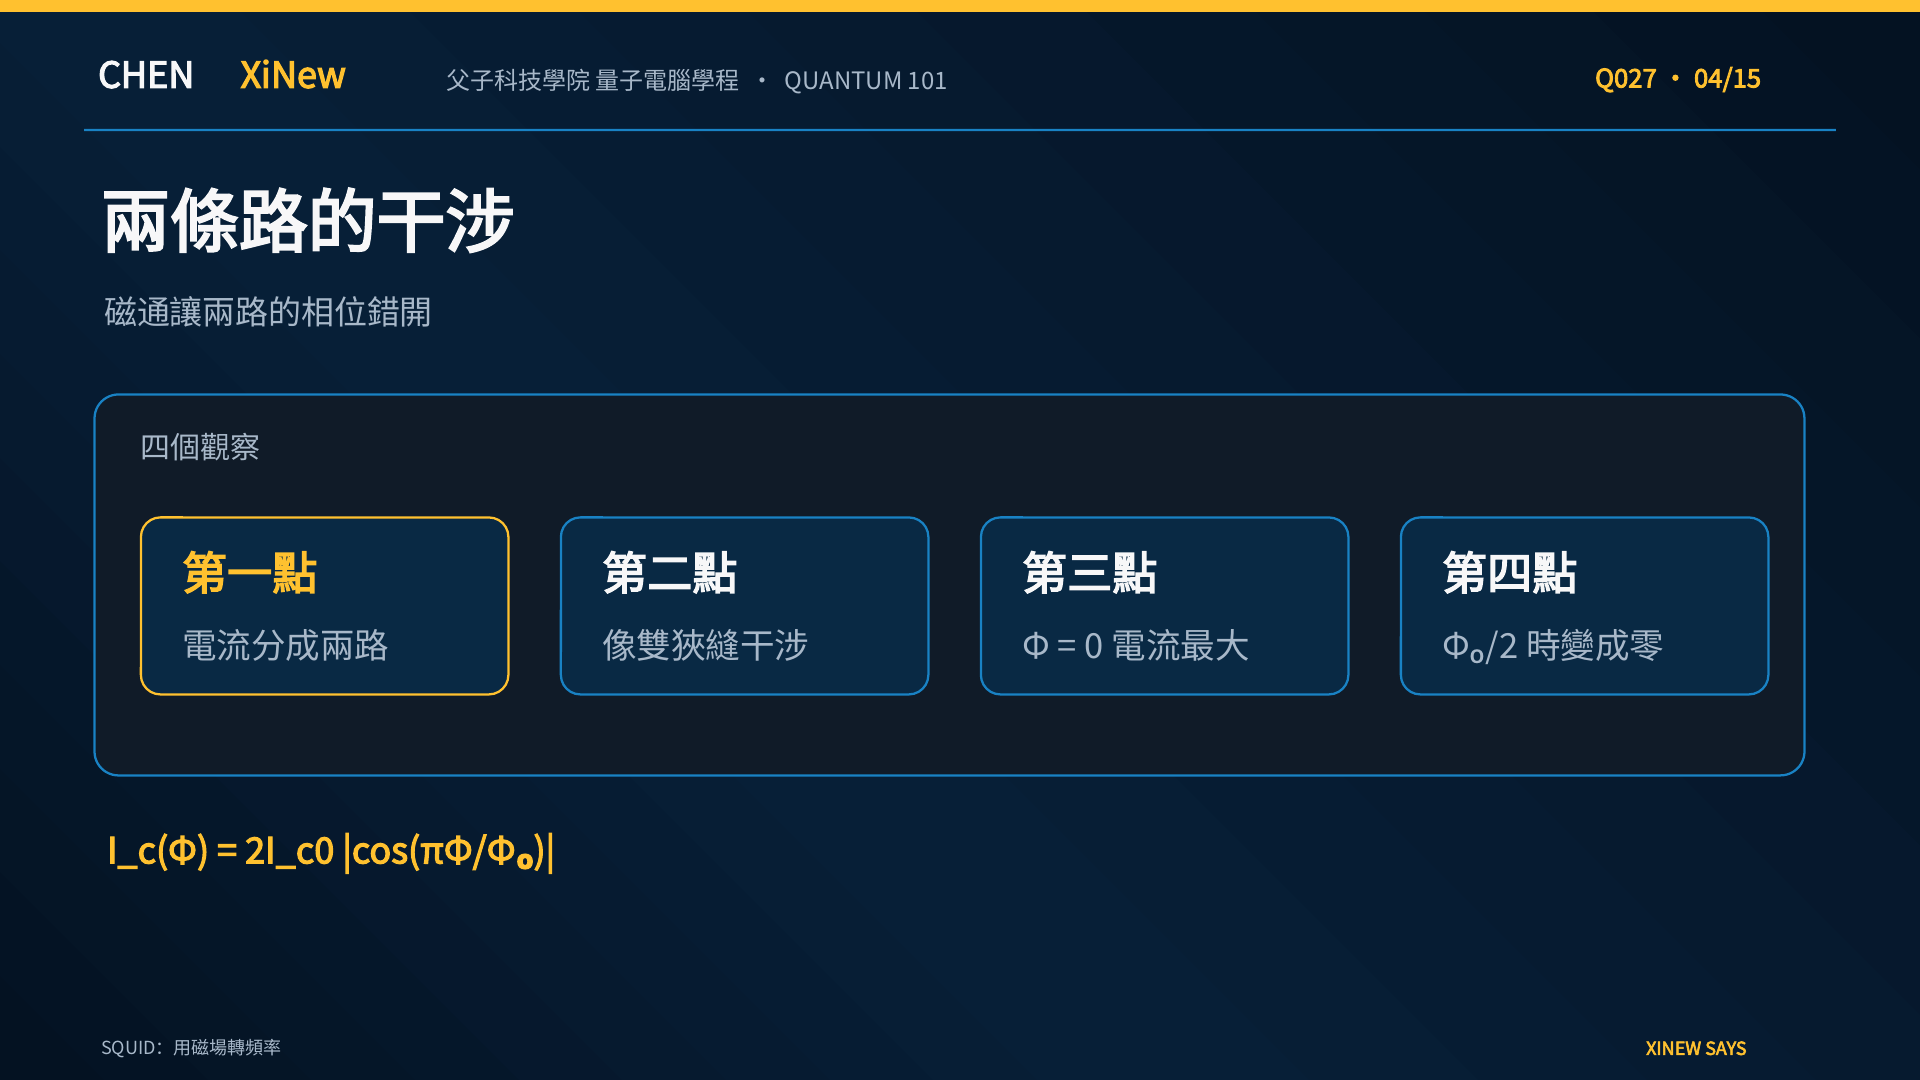 CHEN XiNew 父子科技學院 量子電腦學程 · QUANTUM 101 Q027 · 04/15
兩條路的干涉
磁通讓兩路的相位錯開
四個觀察
第一點
電流分成兩路
第二點
像雙狹縫干涉
第三點
Φ = 0 電流最大
第四點
Φ₀/2 時變成零
I_c(Φ) = 2I_c0 |cos(πΦ/Φ₀)|
SQUID：用磁場轉頻率
XINEW SAYS